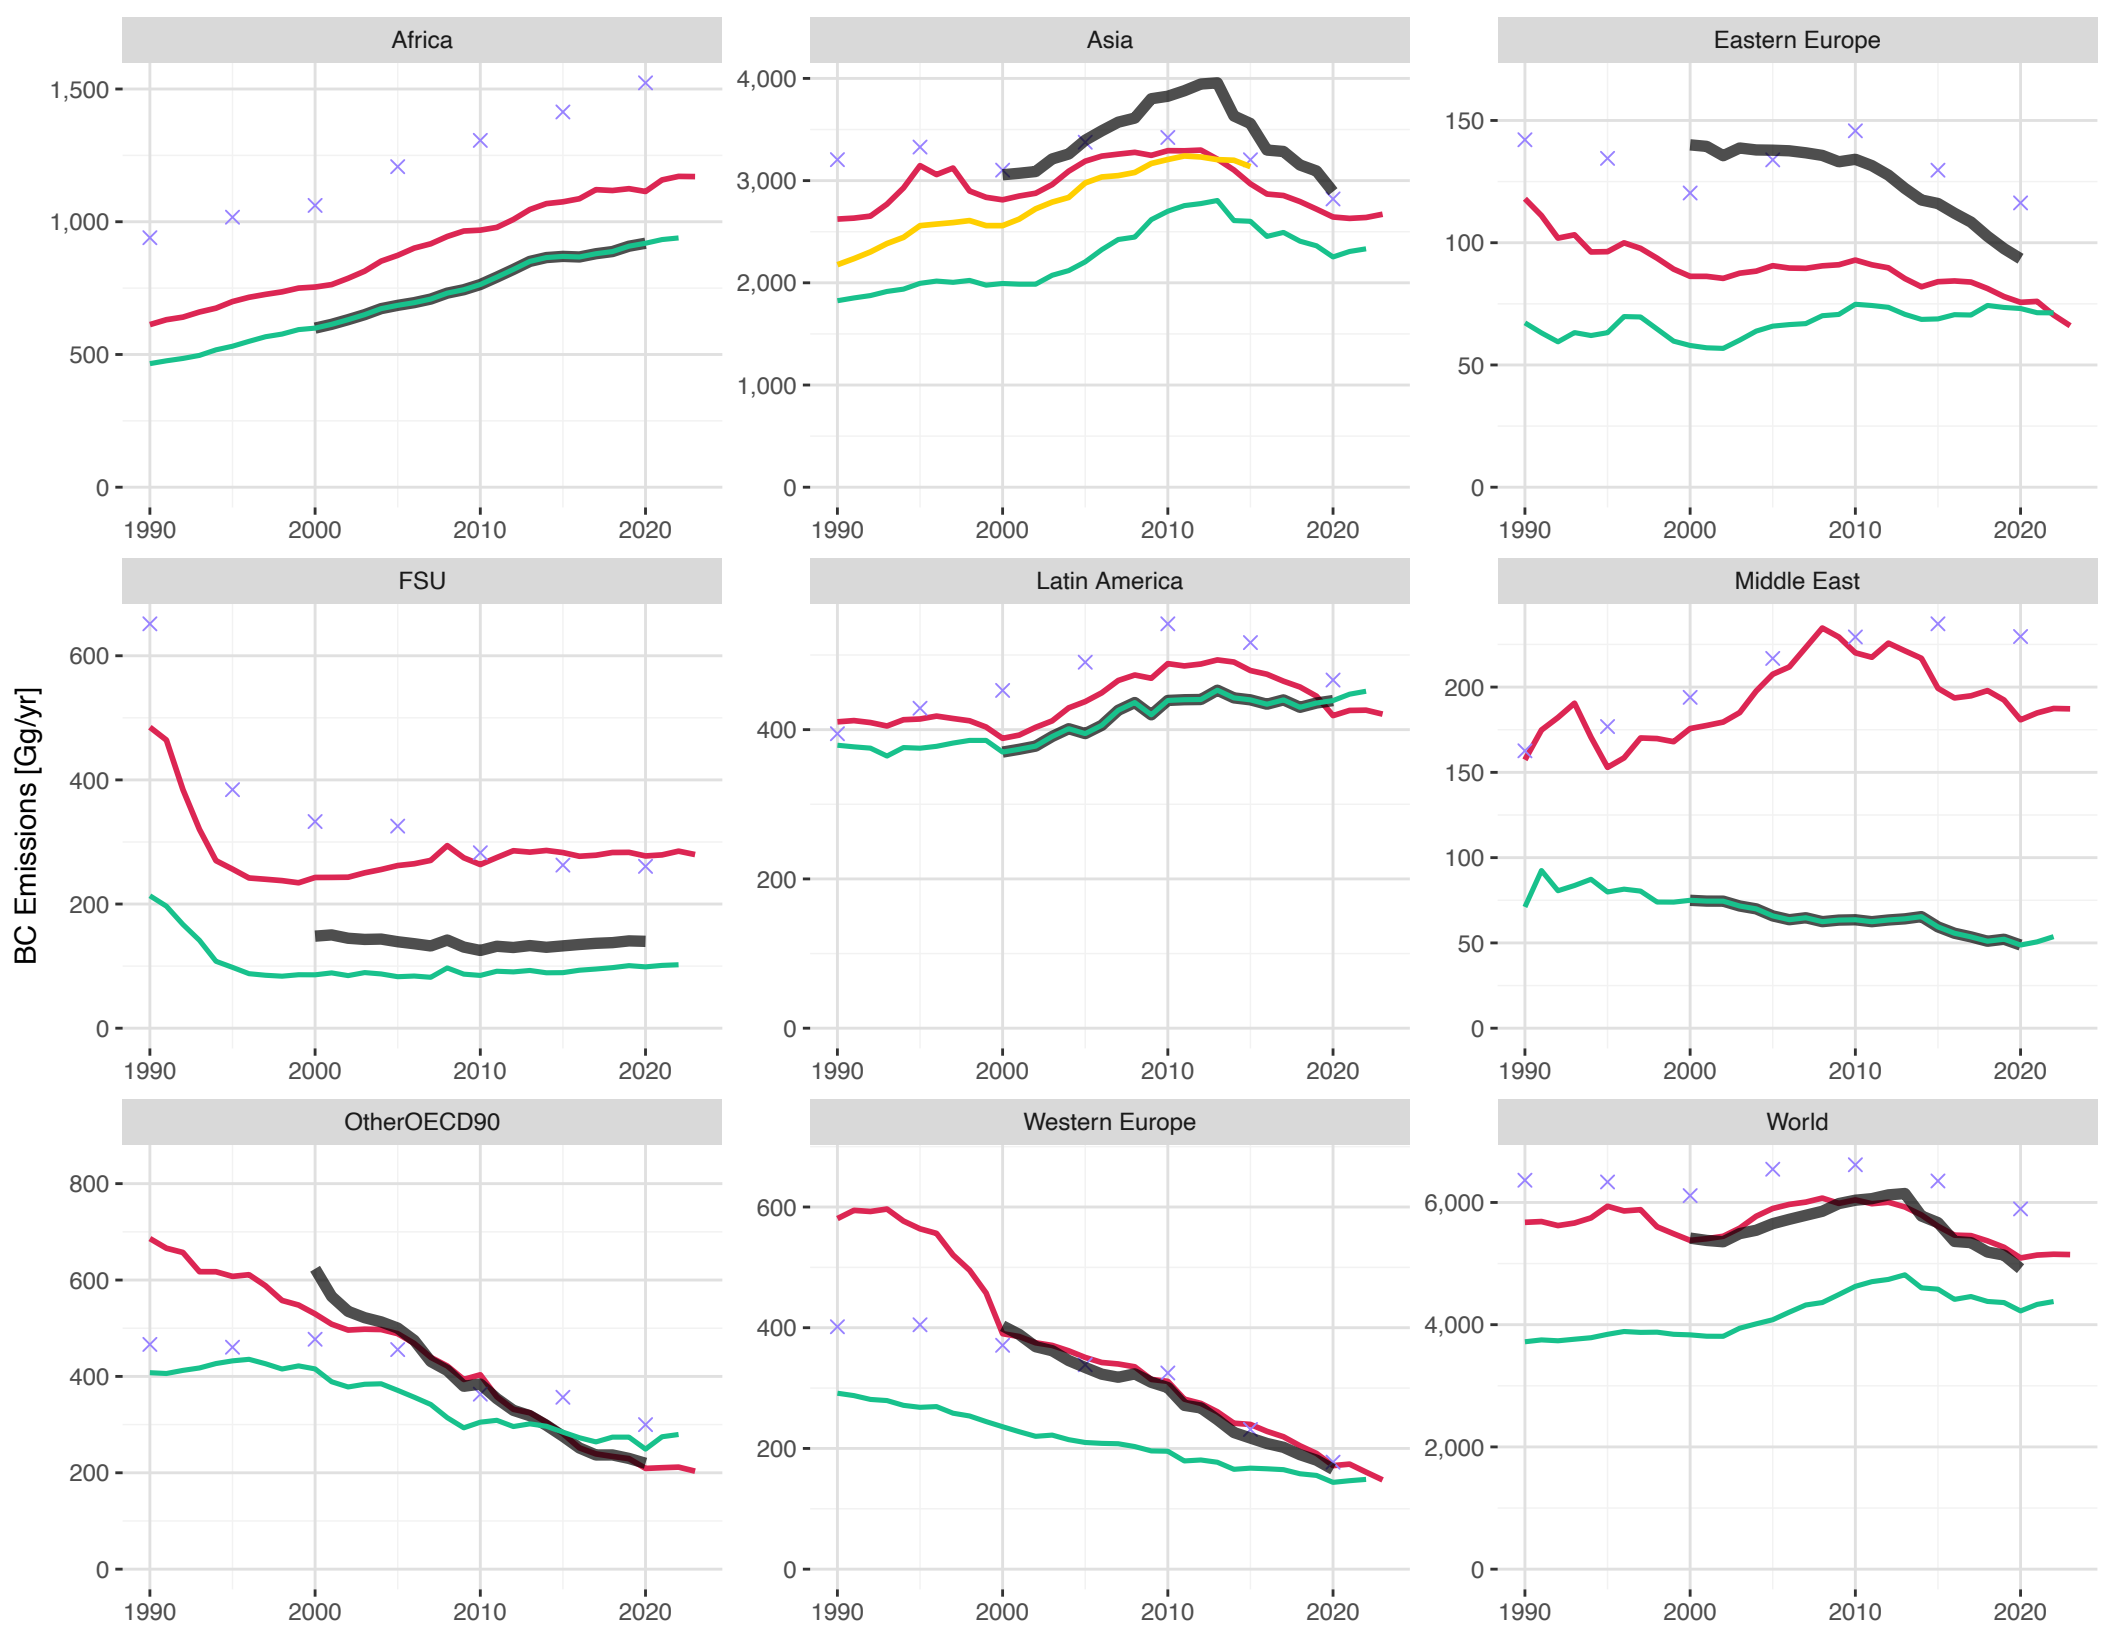 Africa
Asia
Eastern Europe
1,500
1,000
500
0
4,000
3,000
2,000
1,000
0
150
100
50
0
1990 2000 2010 2020
1990 2000 2010 2020
1990 2000 2010 2020
FSU
Latin America
Middle East
BC Emissions [Gg/yr]
600
400
200
0
400
200
0
200
150
100
50
0
1990 2000 2010 2020
1990 2000 2010 2020
1990 2000 2010 2020
OtherOECD90
Western Europe
World
800
600
400
200
0
600
400
200
0
6,000
4,000
2,000
0
1990 2000 2010 2020
1990 2000 2010 2020
1990 2000 2010 2020